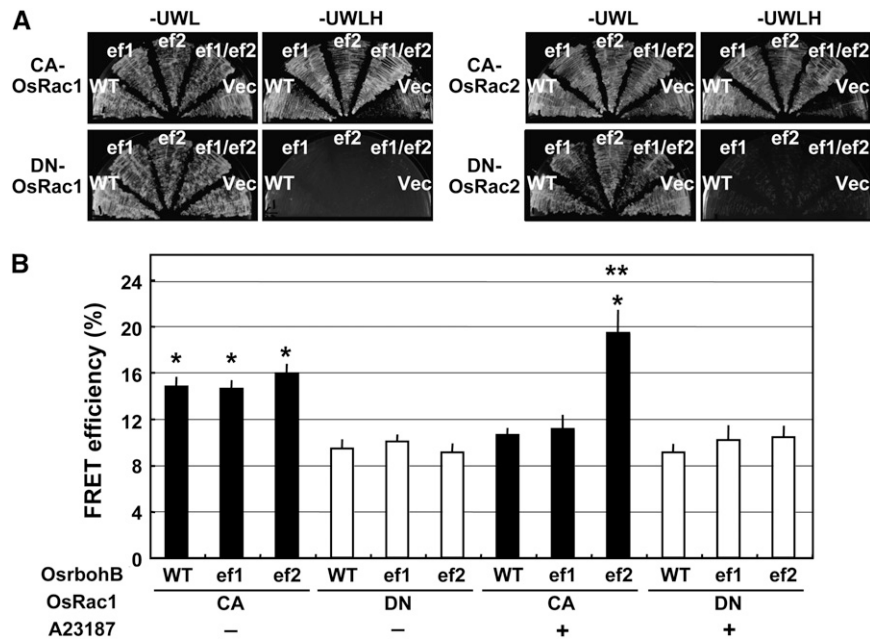 A
-UWL -UWLH -UWL -UWLH
CA-OsRac1
WT ef1 ef2 ef1/ef2 Vec
ef1 ef2 ef1/ef2
CA-OsRac2
WT ef1 ef2 ef1/ef2 Vec
ef1 ef2 ef1/ef2 Vec
DN-OsRac1
WT ef1 ef2 ef1/ef2 Vec
WT ef1 ef2 ef1/ef2 Vec
DN-OsRac2
WT ef1 ef2 ef1/ef2 Vec
WT ef1 ef2 ef1/ef2 Vec
B
FRET efficiency (%)
24
20
16
12
8
4
0
* * * ** *
OsrbohB WT ef1 ef2 WT ef1 ef2 WT ef1 ef2 WT ef1 ef2
OsRac1 CA DN CA DN
A23187 – – + +